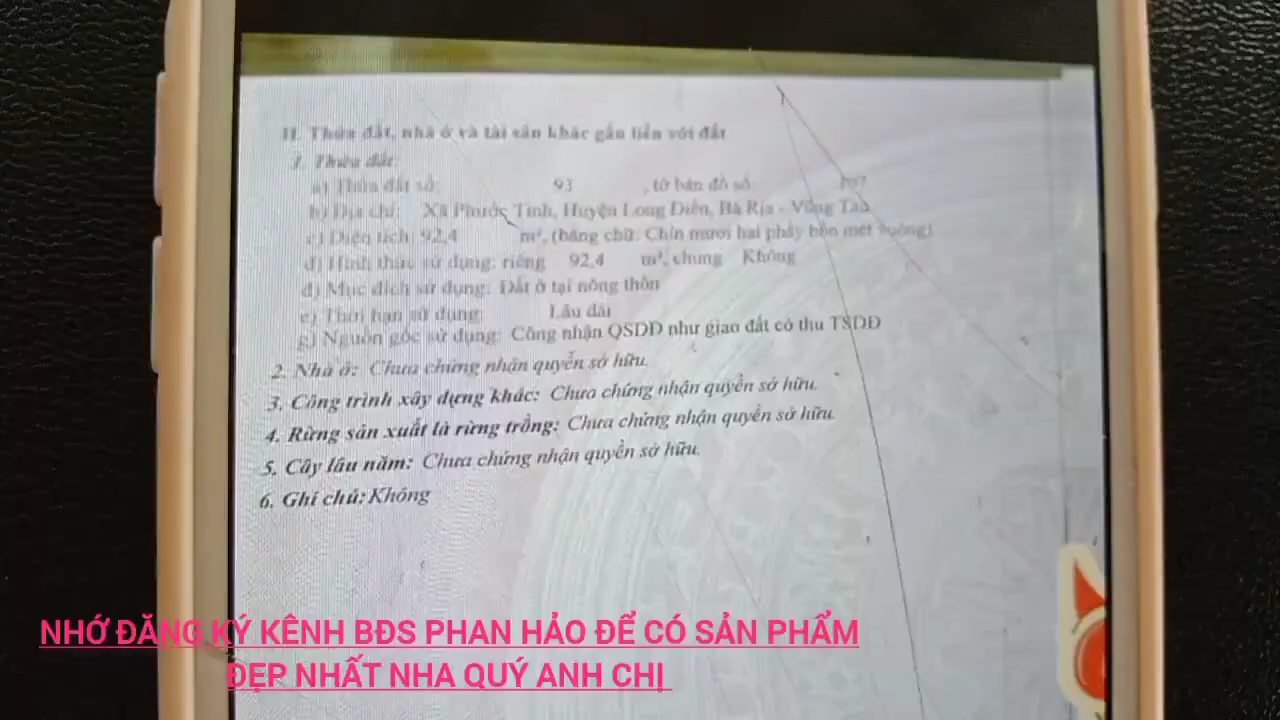 II. Thửa đất, nhà ở và tài sản khác gắn liền với đất
1. Thửa đất:
a) Thửa đất số: 93 , tờ bản đồ số:
b) Địa chỉ: Xã Phước Tỉnh, Huyện Long Điền, Bà Rịa - Vũng Tàu
c) Diện tích: 92,4 m², (bằng chữ: Chín mươi hai phẩy bốn mét vuông)
d) Hình thức sử dụng: riêng 92,4 m², chung Không
đ) Mục đích sử dụng: Đất ở tại nông thôn
e) Thời hạn sử dụng: Lâu dài
g) Nguồn gốc sử dụng: Công nhận QSDĐ như giao đất có thu TSDĐ
2. Nhà ở: Chưa chứng nhận quyền sở hữu.
3. Công trình xây dựng khác: Chưa chứng nhận quyền sở hữu.
4. Rừng sản xuất là rừng trồng: Chưa chứng nhận quyền sở hữu.
5. Cây lâu năm: Chưa chứng nhận quyền sở hữu.
6. Ghi chú: Không
NHỚ ĐĂNG KÝ KÊNH BĐS PHAN HẢO ĐỂ CÓ SẢN PHẨM
ĐẸP NHẤT NHA QUÝ ANH CHỊ